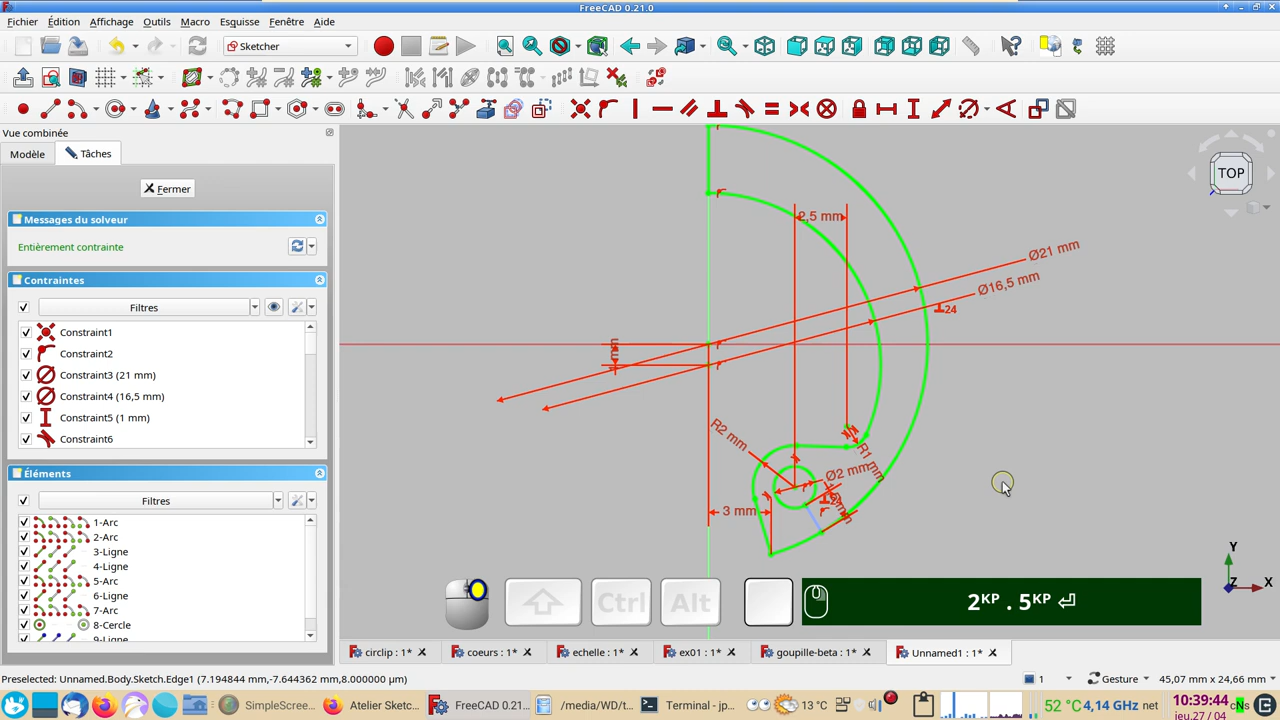 FreeCAD 0.21.0
Fichier Édition Affichage Outils Macro Esquisse Fenêtre Aide
Sketcher
Vue combinée
Modèle Tâches
Fermer
Messages du solveur
Entièrement contrainte
Contraintes
Filtres
Constraint1
Constraint2
Constraint3 (21 mm)
Constraint4 (16,5 mm)
Constraint5 (1 mm)
Constraint6
Éléments
Filtres
1-Arc
2-Arc
3-Ligne
4-Ligne
5-Arc
6-Ligne
7-Arc
8-Cercle
9-Ligne
TOP
Y
Z X
2,5 mm
Ø21 mm
Ø16,5 mm
24
R2 mm
R1 mm
Ø2 mm
3 mm
Ctrl Alt
2KP . 5KP ⏎
circlip : 1* coeurs : 1* echelle : 1* ex01 : 1* goupille-beta : 1* Unnamed1 : 1*
Preselected: Unnamed.Body.Sketch.Edge1 (7.194844 mm,-7.644362 mm,8.000000 µm)
1 Gesture 45,07 mm x 24,66 mm
SimpleScree... Atelier Sketc... FreeCAD 0.21... /media/WD/t... Terminal - jp... 13 °C 52 °C 4,14 GHz net 10:39:44
jeu.27 / 04